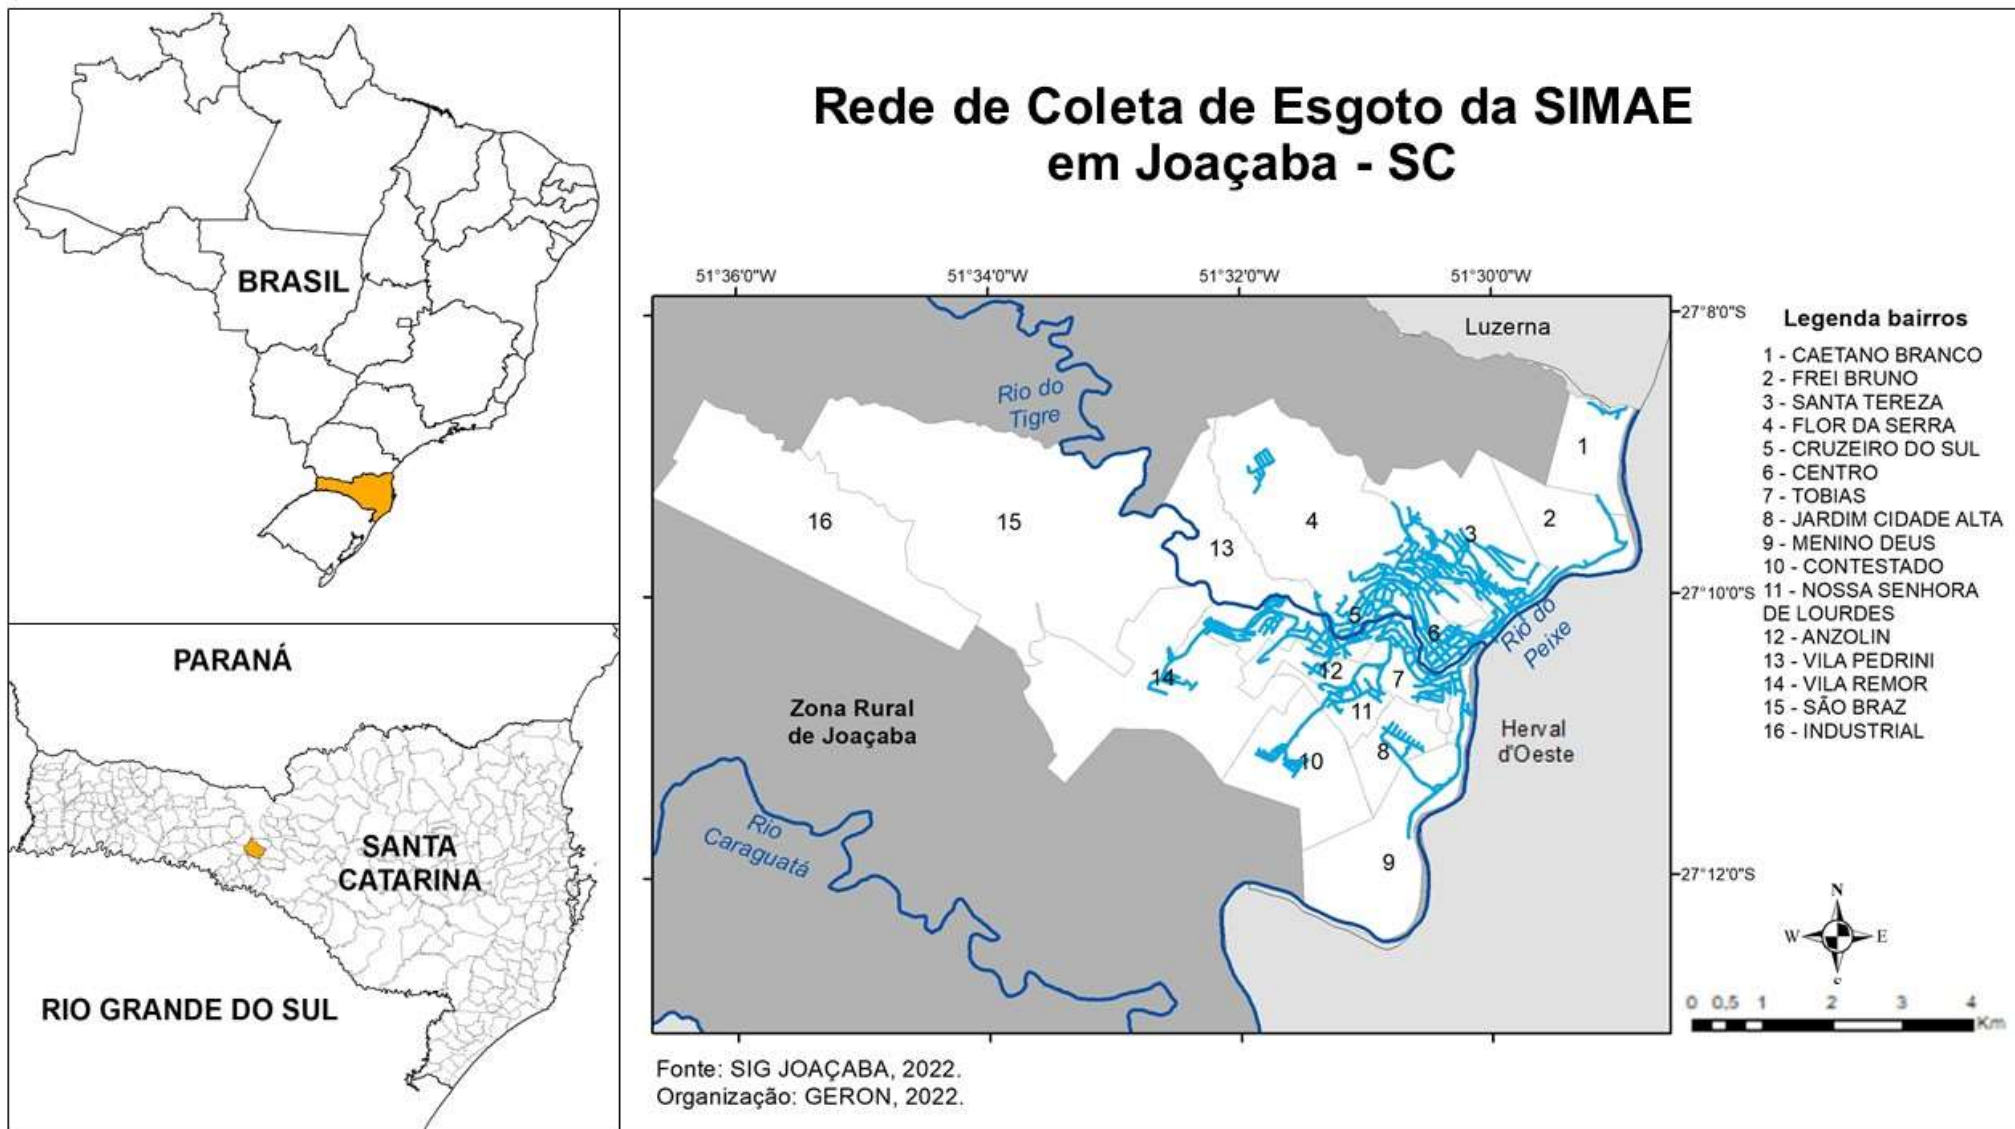 BRASIL
PARANÁ
SANTA
CATARINA
RIO GRANDE DO SUL
Rede de Coleta de Esgoto da SIMAE
em Joaçaba - SC
51°36'0"W
51°34'0"W
51°32'0"W
51°30'0"W
27°8'0"S
27°10'0"S
27°12'0"S
Luzerna
Rio do
Tigre
1
2
3
4
5
6
7
8
9
10
11
12
13
14
15
16
Rio do
Peixe
Zona Rural
de Joaçaba
Herval
d'Oeste
Rio
Caraguatá
Legenda bairros
1 - CAETANO BRANCO
2 - FREI BRUNO
3 - SANTA TEREZA
4 - FLOR DA SERRA
5 - CRUZEIRO DO SUL
6 - CENTRO
7 - TOBIAS
8 - JARDIM CIDADE ALTA
9 - MENINO DEUS
10 - CONTESTADO
11 - NOSSA SENHORA
DE LOURDES
12 - ANZOLIN
13 - VILA PEDRINI
14 - VILA REMOR
15 - SÃO BRAZ
16 - INDUSTRIAL
N
W E
0 0,5 1 2 3 4
Km
Fonte: SIG JOAÇABA, 2022.
Organização: GERON, 2022.